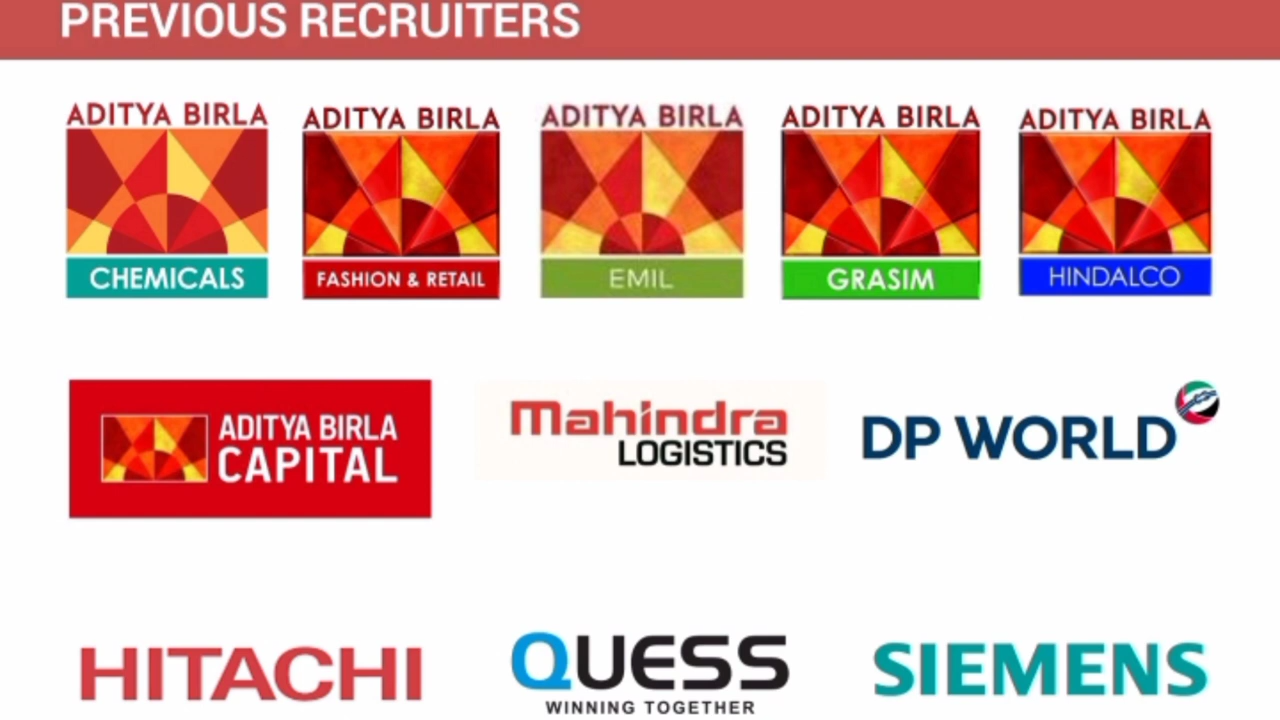 PREVIOUS RECRUITERS
ADITYA BIRLA ADITYA BIRLA ADITYA BIRLA ADITYA BIRLA ADITYA BIRLA
CHEMICALS FASHION & RETAIL EMIL GRASIM HINDALCO
ADITYA BIRLA
CAPITAL
Mahindra
LOGISTICS
DP WORLD
HITACHI
QUESS
WINNING TOGETHER
SIEMENS